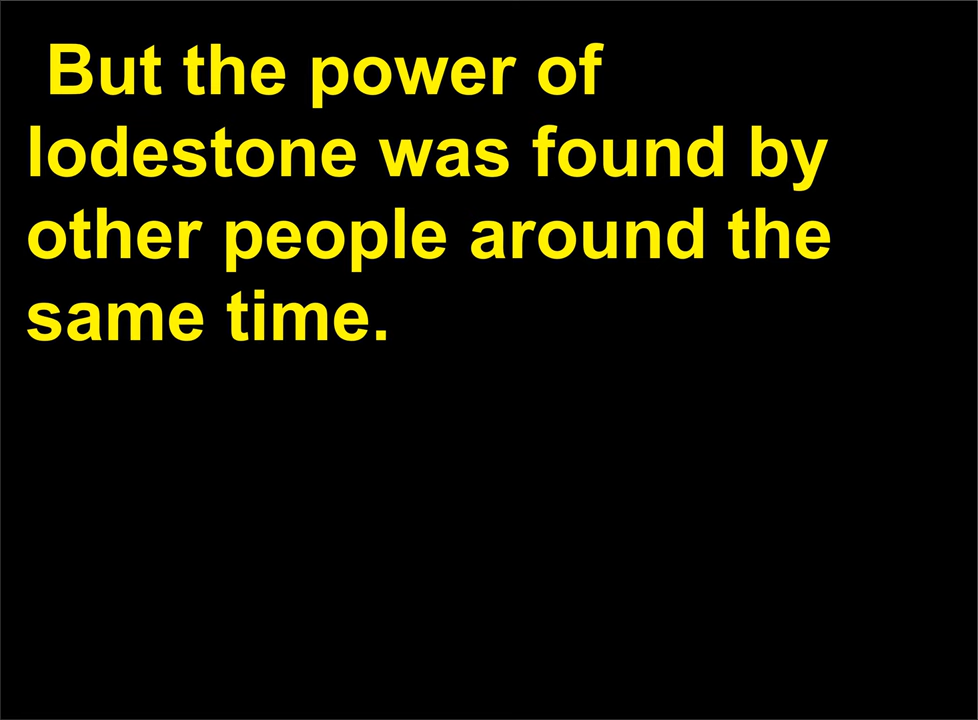 But the power of
lodestone was found by
other people around the
same time.